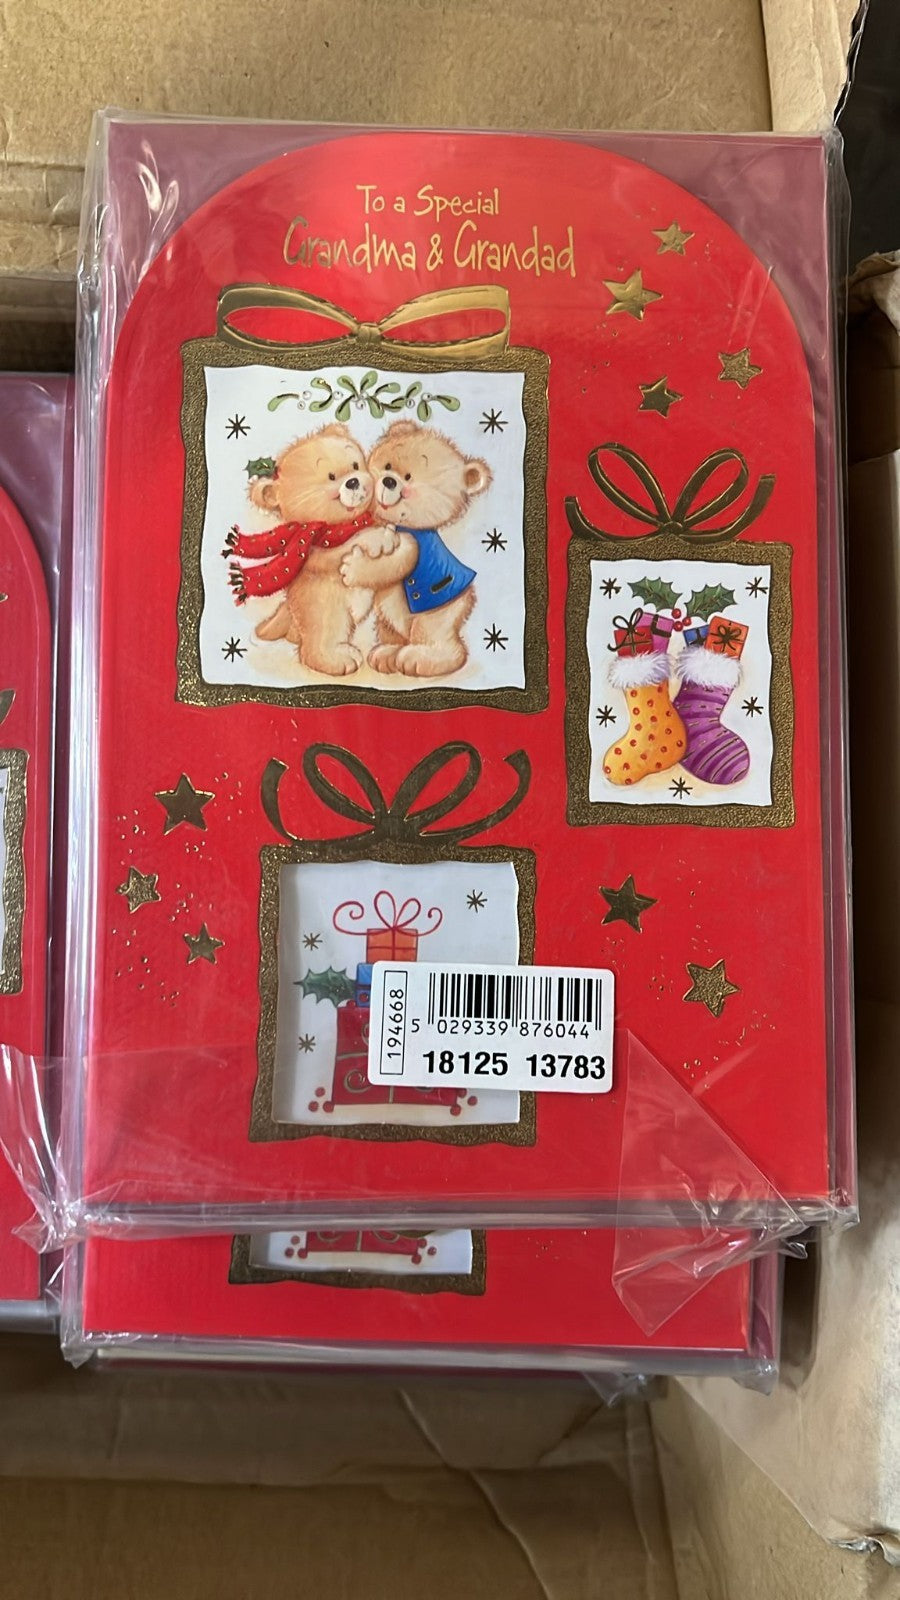 To a Special
Grandma & Grandad
194668
5 029339 876044
18125 13783